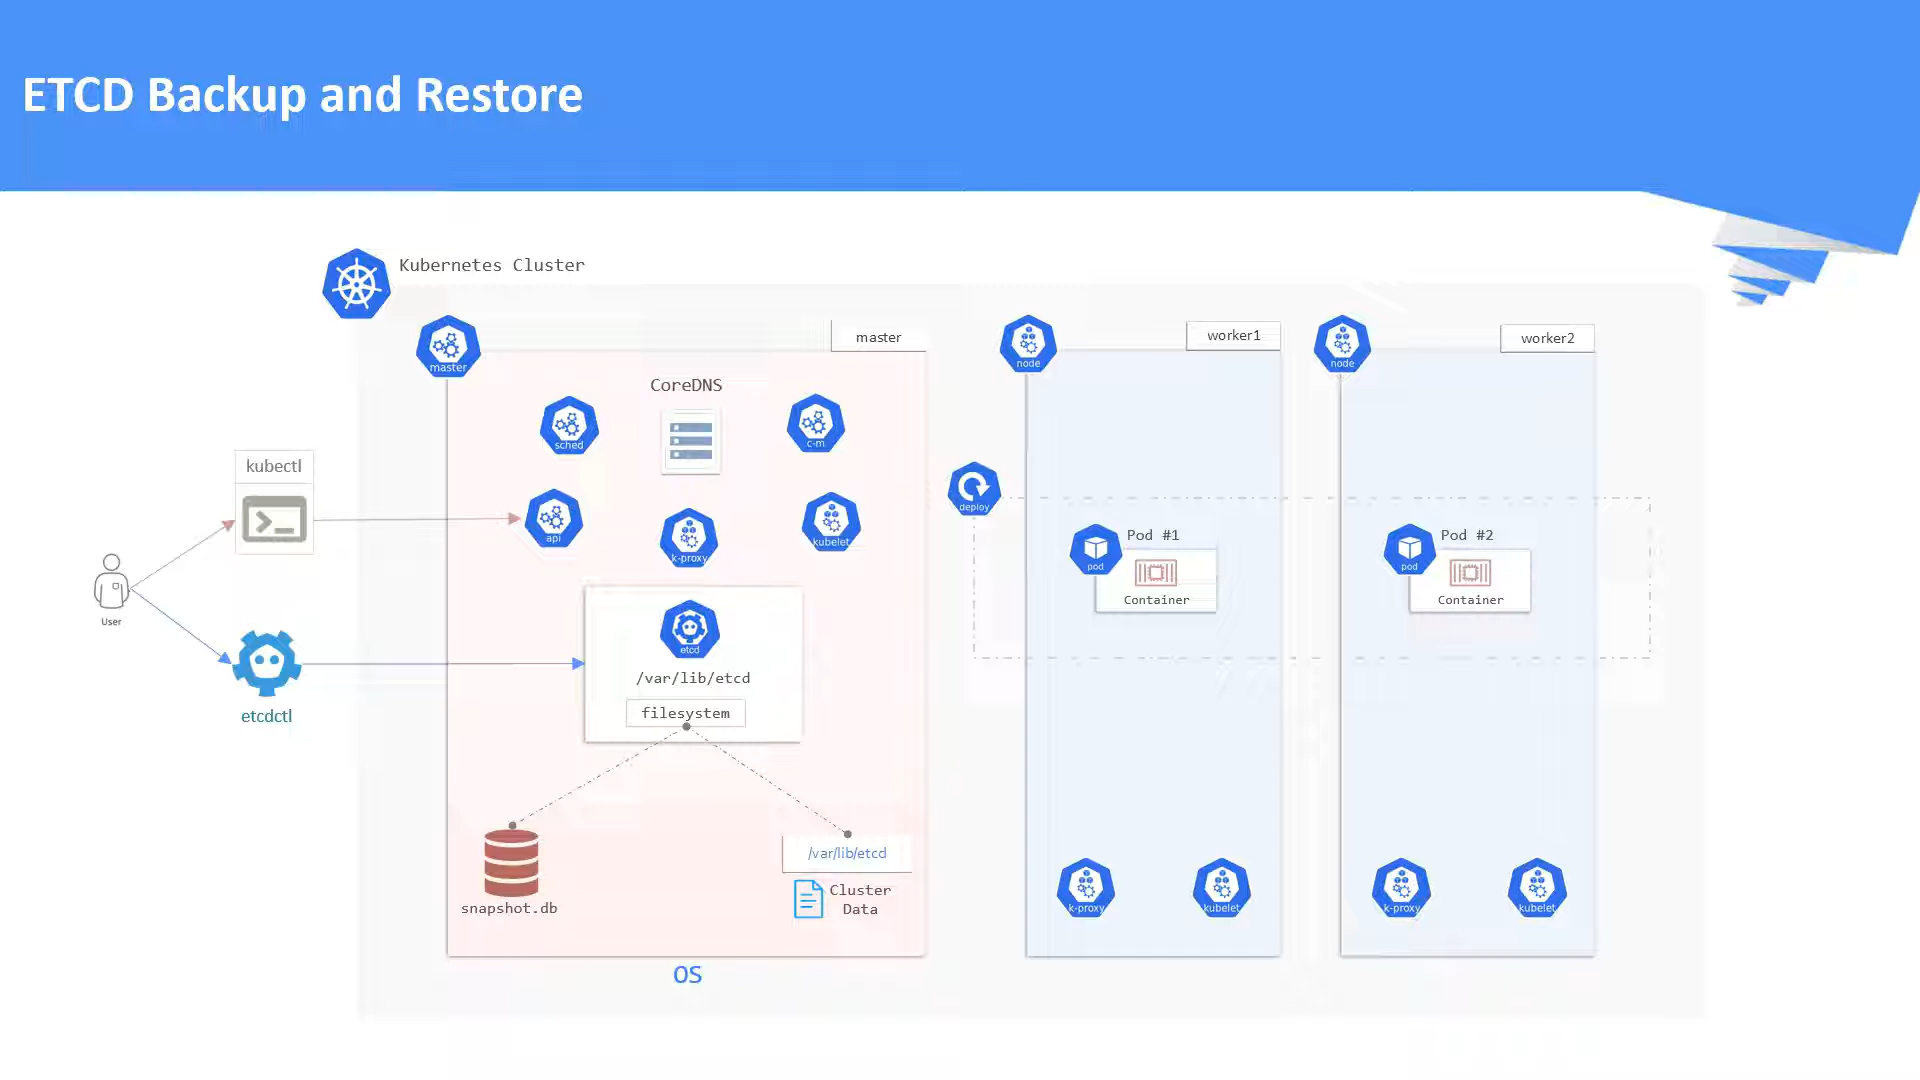 ETCD Backup and Restore
Kubernetes Cluster
master
master
CoreDNS
sched
c-m
api
k-proxy
kubelet
etcd
/var/lib/etcd
filesystem
snapshot.db
/var/lib/etcd
Cluster
Data
OS
kubectl
User
etcdctl
node
worker1
node
worker2
deploy
pod
Pod #1
Container
pod
Pod #2
Container
k-proxy
kubelet
k-proxy
kubelet